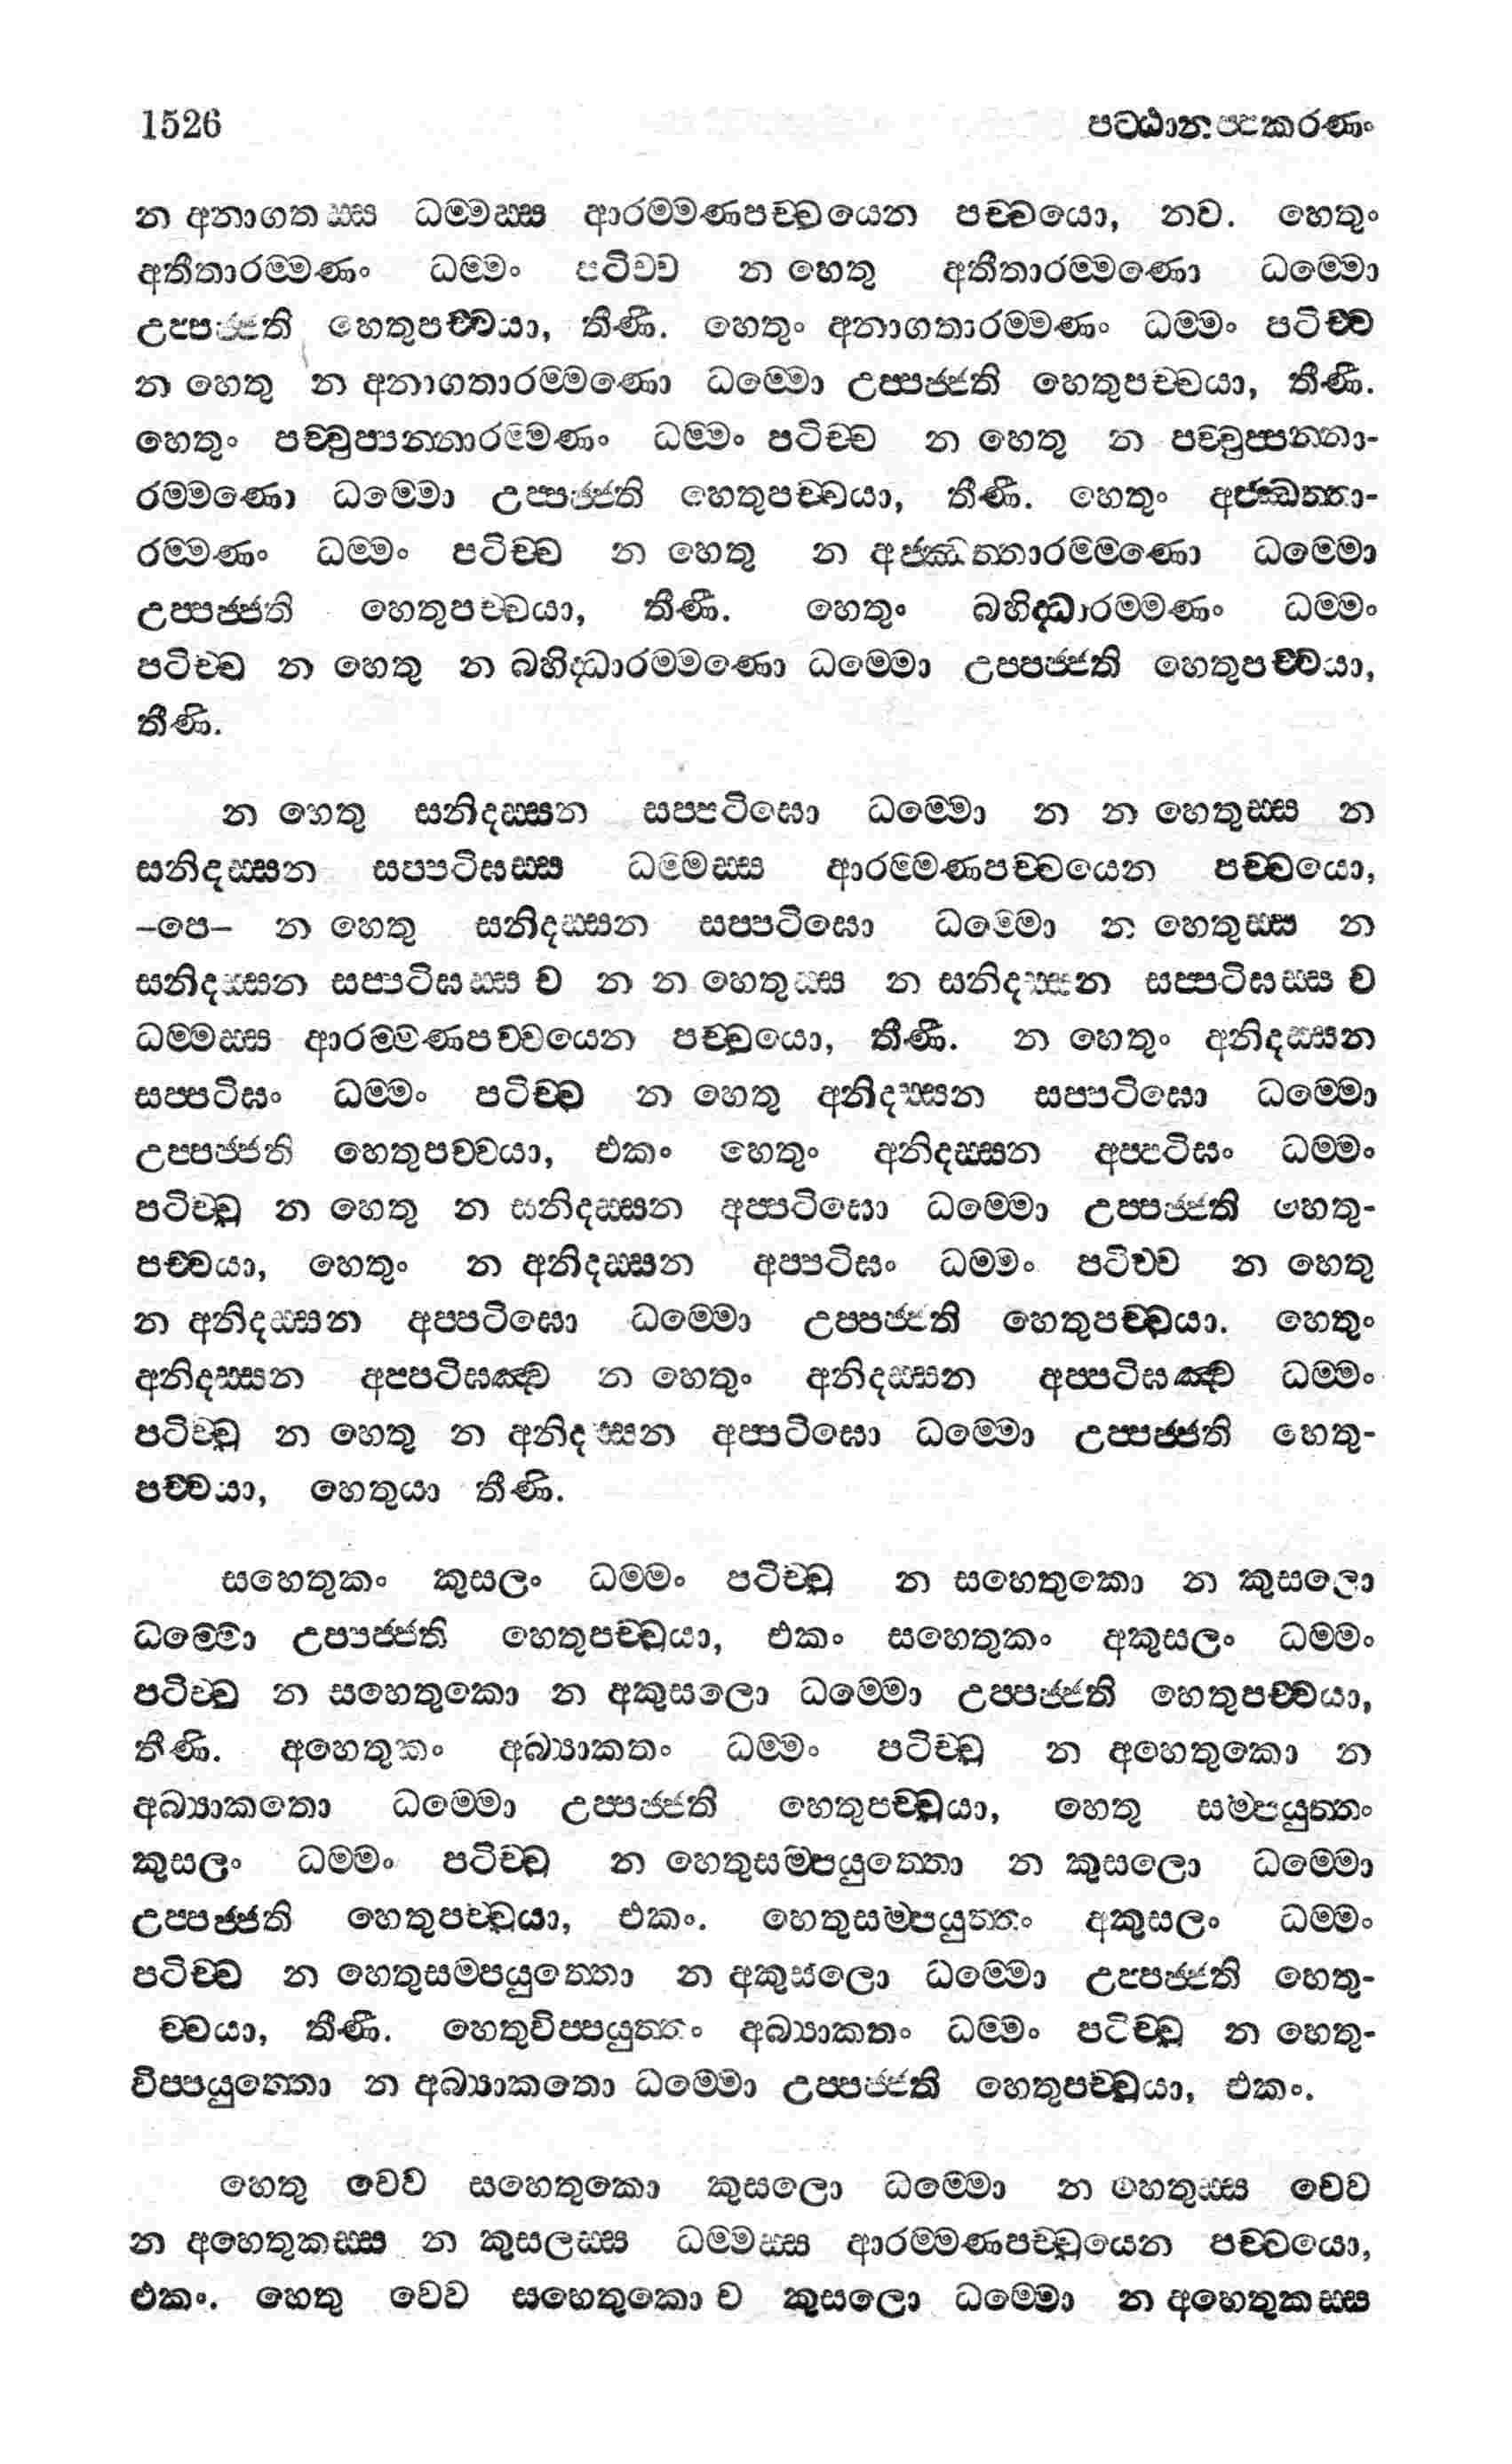 1526 පට්ඨානප්පකරණං
න අනාගතස්ස ධම්මස්ස ආරම්මණපච්චයෙන පච්චයො, නව. හෙතුං
අතීතාරම්මණං ධම්මං පටිච්ච න හෙතු අතීතාරම්මණො ධම්මො
උප්පජ්ජති හෙතුපච්චයා, තීණි. හෙතුං අනාගතාරම්මණං ධම්මං පටිච්ච
න හෙතු න අනාගතාරම්මණො ධම්මො උප්පජ්ජති හෙතුපච්චයා, තීණි.
හෙතුං පච්චුප්පන්නාරම්මණං ධම්මං පටිච්ච න හෙතු න පච්චුප්පන්නා-
රම්මණො ධම්මො උප්පජ්ජති හෙතුපච්චයා, තීණි. හෙතුං අජ්ඣත්තා-
රම්මණං ධම්මං පටිච්ච න හෙතු න අජ්ඣත්තාරම්මණො ධම්මො
උප්පජ්ජති හෙතුපච්චයා, තීණි. හෙතුං බහිද්ධාරම්මණං ධම්මං
පටිච්ච න හෙතු න බහිද්ධාරම්මණො ධම්මො උප්පජ්ජති හෙතුපච්චයා,
තීණි.
න හෙතු සනිදස්සන සප්පටිඝො ධම්මො න න හෙතුස්ස න
සනිදස්සන සප්පටිඝස්ස ධම්මස්ස ආරම්මණපච්චයෙන පච්චයො,
–පෙ– න හෙතු සනිදස්සන සප්පටිඝො ධම්මො න හෙතුස්ස න
සනිදස්සන සප්පටිඝස්ස ච න න හෙතුස්ස න සනිදස්සන සප්පටිඝස්ස ච
ධම්මස්ස ආරම්මණපච්චයෙන පච්චයො, තීණි. න හෙතුං අනිදස්සන
සප්පටිඝං ධම්මං පටිච්ච න හෙතු අනිදස්සන සප්පටිඝො ධම්මො
උප්පජ්ජති හෙතුපච්චයා, එකං හෙතුං අනිදස්සන අප්පටිඝං ධම්මං
පටිච්ච න හෙතු න සනිදස්සන අප්පටිඝො ධම්මො උප්පජ්ජති හෙතු-
පච්චයා, හෙතුං න අනිදස්සන අප්පටිඝං ධම්මං පටිච්ච න හෙතු
න අනිදස්සන අප්පටිඝො ධම්මො උප්පජ්ජති හෙතුපච්චයා. හෙතුං
අනිදස්සන අප්පටිඝඤ්ච න හෙතුං අනිදස්සන අප්පටිඝඤ්ච ධම්මං
පටිච්ච න හෙතු න අනිදස්සන අප්පටිඝො ධම්මො උප්පජ්ජති හෙතු-
පච්චයා, හෙතුයා තීණි.
සහෙතුකං කුසලං ධම්මං පටිච්ච න සහෙතුකො න කුසලො
ධම්මො උප්පජ්ජති හෙතුපච්චයා, එකං සහෙතුකං අකුසලං ධම්මං
පටිච්ච න සහෙතුකො න අකුසලො ධම්මො උප්පජ්ජති හෙතුපච්චයා,
තීණි. අහෙතුකං අබ්‍යාකතං ධම්මං පටිච්ච න අහෙතුකො න
අබ්‍යාකතො ධම්මො උප්පජ්ජති හෙතුපච්චයා, හෙතු සම්පයුත්තං
කුසලං ධම්මං පටිච්ච න හෙතුසම්පයුත්තො න කුසලො ධම්මො
උප්පජ්ජති හෙතුපච්චයා, එකං. හෙතුසම්පයුත්තං අකුසලං ධම්මං
පටිච්ච න හෙතුසම්පයුත්තො න අකුසලො ධම්මො උප්පජ්ජති හෙතු-
ච්චයා, තීණි. හෙතුවිප්පයුත්තං අබ්‍යාකතං ධම්මං පටිච්ච න හෙතු-
විප්පයුත්තො න අබ්‍යාකතො ධම්මො උප්පජ්ජති හෙතුපච්චයා, එකං.
හෙතු චෙව සහෙතුකො කුසලො ධම්මො න හෙතුස්ස චෙව
න අහෙතුකස්ස න කුසලස්ස ධම්මස්ස ආරම්මණපච්චයෙන පච්චයො,
එකං. හෙතු චෙව සහෙතුකො ච කුසලො ධම්මො න අහෙතුකස්ස